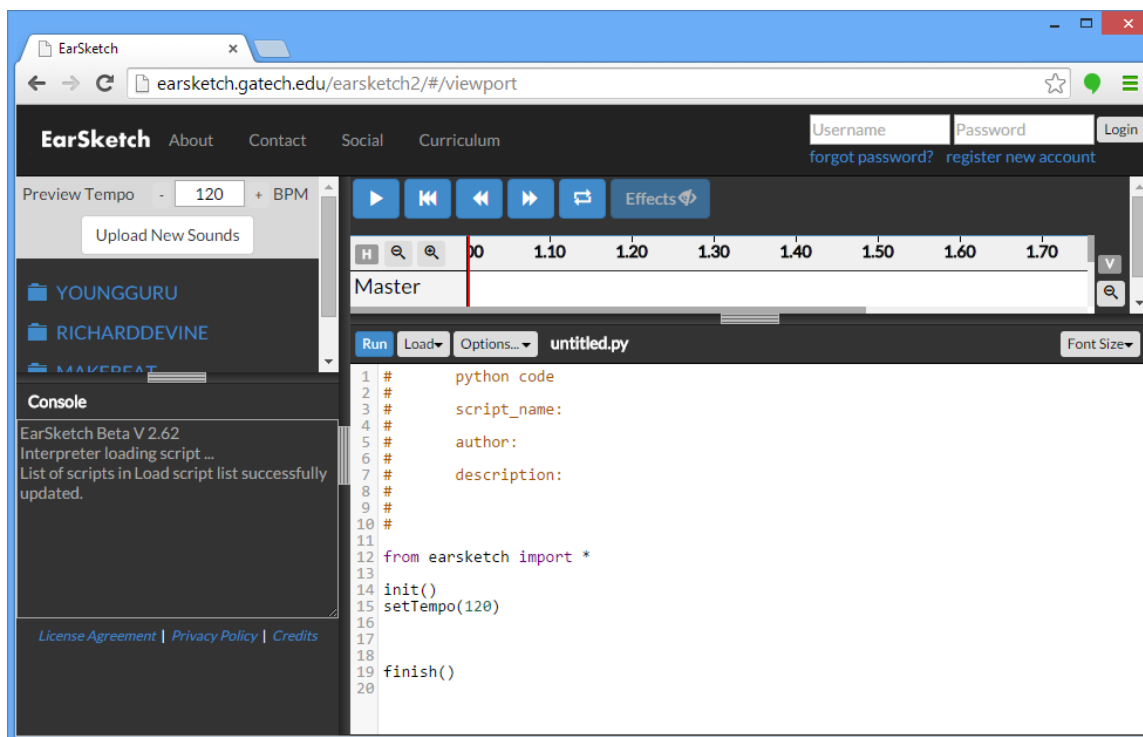 EarSketch
earsketch.gatech.edu/earsketch2/#/viewport
EarSketch About Contact Social Curriculum Username Password Login
forgot password? register new account
Preview Tempo - 120 + BPM
Upload New Sounds
YOUNGGURU
RICHARDDEVINE
MAKEBEAT
Effects
H 00 1.10 1.20 1.30 1.40 1.50 1.60 1.70
V
Master
Run Load Options... untitled.py Font Size
Console
EarSketch Beta V 2.62
Interpreter loading script ...
List of scripts in Load script list successfully
updated.
License Agreement | Privacy Policy | Credits
1 # python code
2 #
3 # script_name:
4 #
5 # author:
6 #
7 # description:
8 #
9 #
10 #
11
12 from earsketch import *
13
14 init()
15 setTempo(120)
16
17
18
19 finish()
20